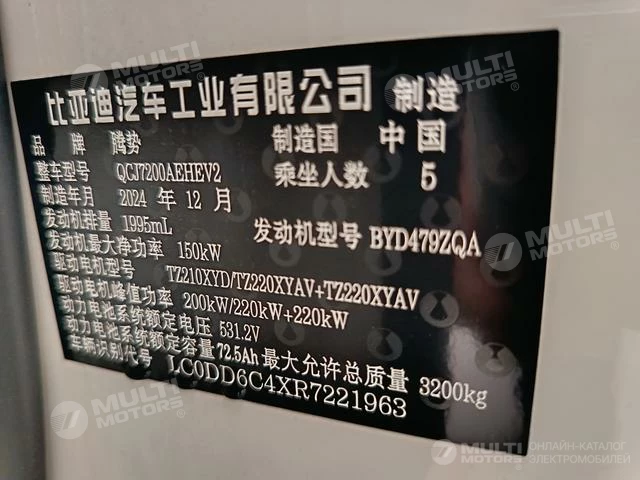 比亚迪汽车工业有限公司 制造
品牌 腾势 制造国 中国
整车型号 QCJ7200AEHEV2 乘坐人数 5
制造年月 2024 年 12 月
发动机排量 1995mL 发动机型号 BYD479ZQA
发动机最大净功率 150kW
驱动电机型号 TZ210XYD/TZ220XYAV+TZ220XYAV
驱动电机峰值功率 200kW/220kW+220kW
动力电池系统额定电压 531.2V
动力电池系统额定容量 72.5Ah 最大允许总质量 3200kg
车辆识别代号 LC0DD6C4XR7221963
MULTI MOTORS
MULTI MOTORS
MULTI MOTORS
MULTI MOTORS
MULTI MOTORS ОНЛАЙН-КАТАЛОГ ЭЛЕКТРОМОБИЛЕЙ